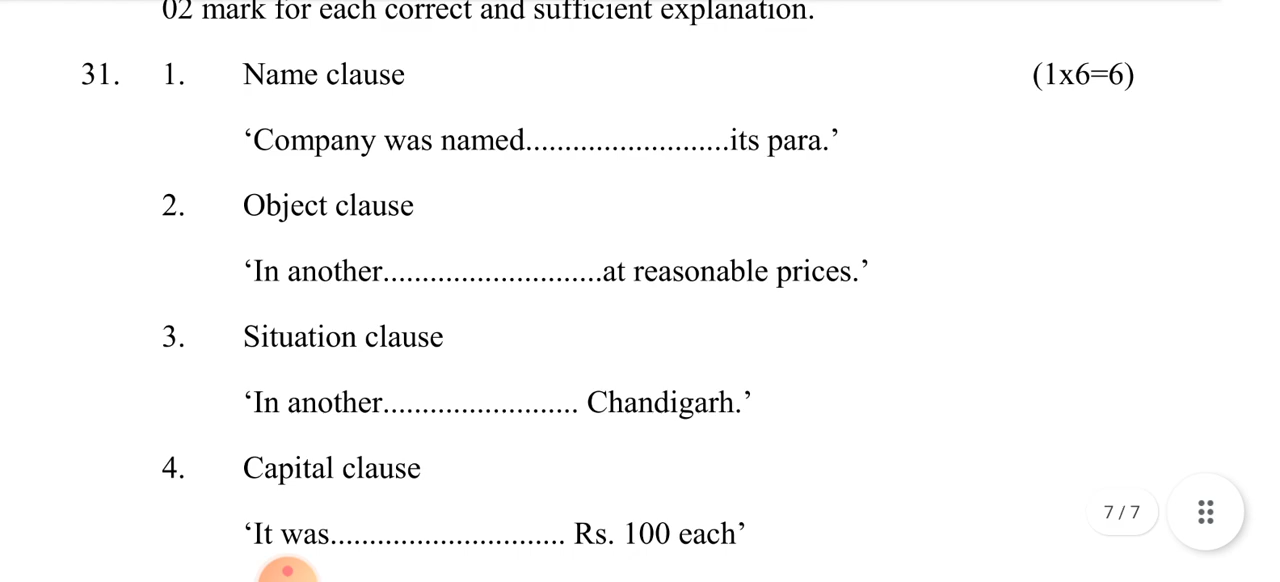 02 mark for each correct and sufficient explanation.
31. 1. Name clause (1x6=6)
‘Company was named..........................its para.’
2. Object clause
‘In another............................at reasonable prices.’
3. Situation clause
‘In another......................... Chandigarh.’
4. Capital clause
‘It was.............................. Rs. 100 each’
7 / 7